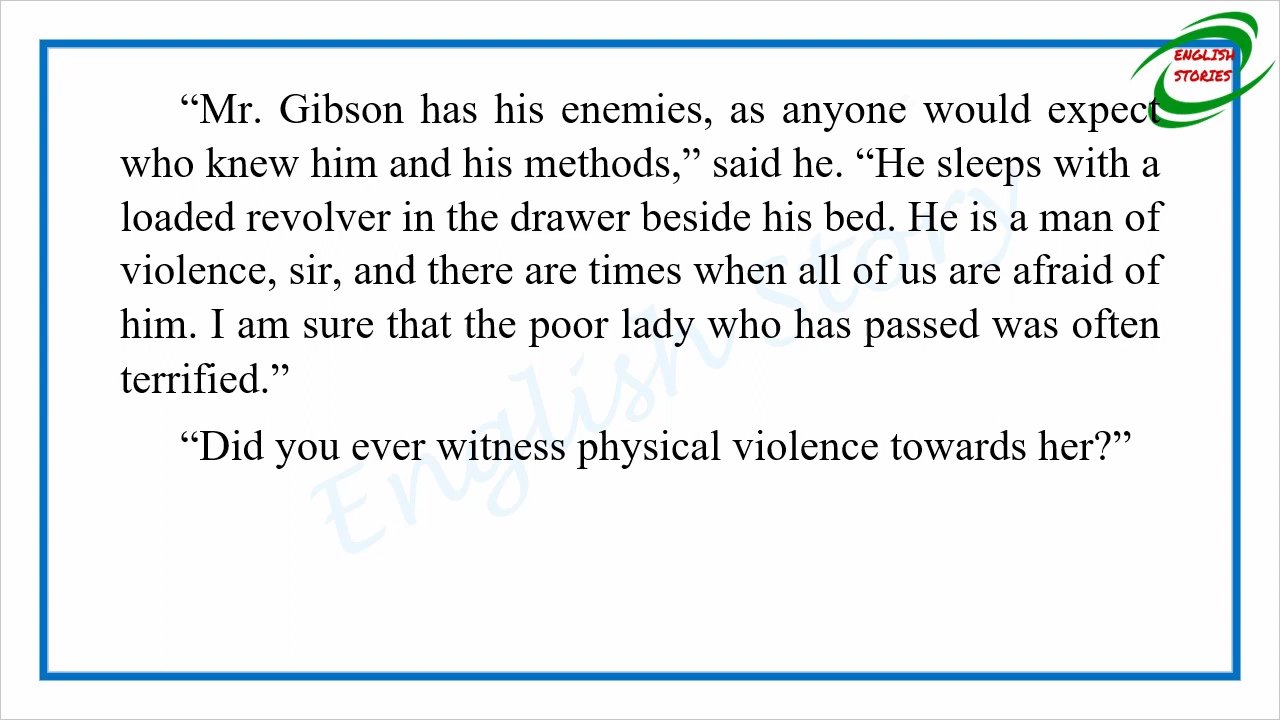 ENGLISH
STORIES
“Mr. Gibson has his enemies, as anyone would expect
who knew him and his methods,” said he. “He sleeps with a
loaded revolver in the drawer beside his bed. He is a man of
violence, sir, and there are times when all of us are afraid of
him. I am sure that the poor lady who has passed was often
terrified.”
“Did you ever witness physical violence towards her?”
English Story